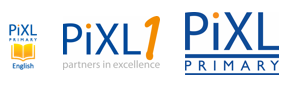 PiXL
PRIMARY
English
PiXL1
partners in excellence
PiXL
PRIMARY